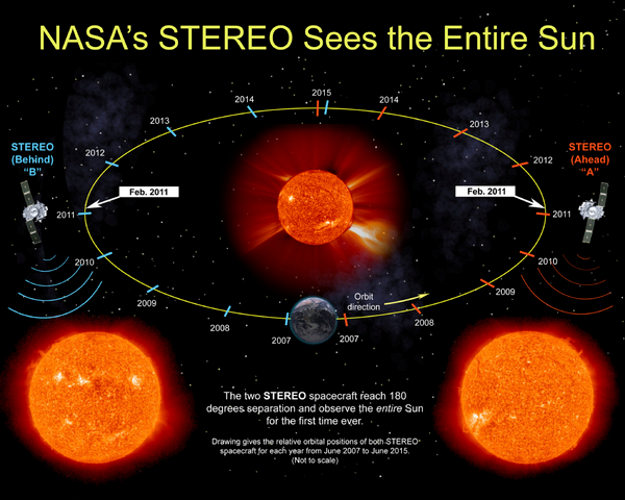 NASA's STEREO Sees the Entire Sun
2015
2014
2014
2013
2013
STEREO
(Behind)
"B"
STEREO
(Ahead)
"A"
2012
2012
Feb. 2011
Feb. 2011
2011
2011
2010
2010
2009
2009
Orbit
direction
2008
2008
2007
2007
The two STEREO spacecraft reach 180
degrees separation and observe the entire Sun
for the first time ever.
Drawing gives the relative orbital positions of both STEREO
spacecraft for each year from June 2007 to June 2015.
(Not to scale)